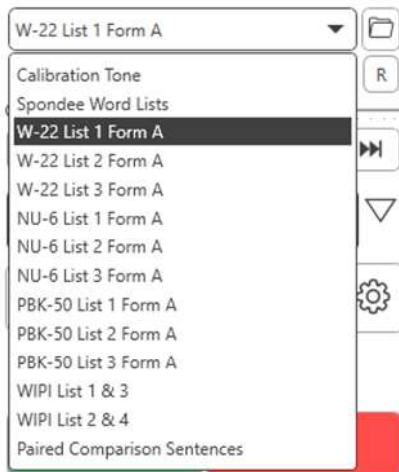 W-22 List 1 Form A
R
Calibration Tone
Spondee Word Lists
W-22 List 1 Form A
W-22 List 2 Form A
W-22 List 3 Form A
NU-6 List 1 Form A
NU-6 List 2 Form A
NU-6 List 3 Form A
PBK-50 List 1 Form A
PBK-50 List 2 Form A
PBK-50 List 3 Form A
WIPI List 1 & 3
WIPI List 2 & 4
Paired Comparison Sentences